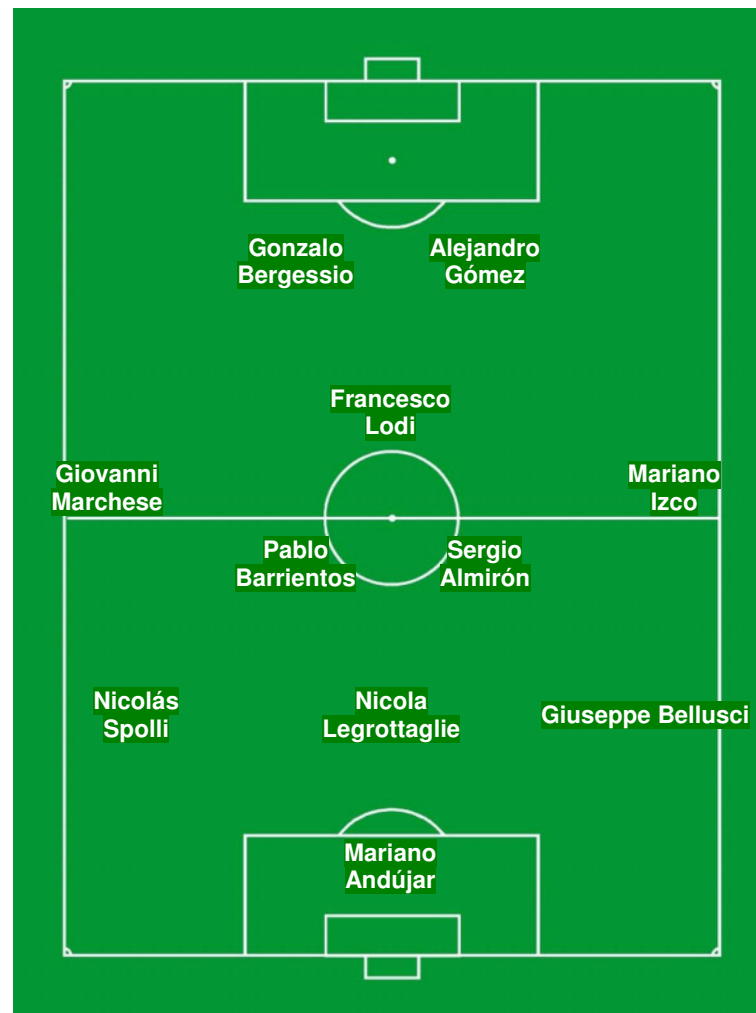 Gonzalo
Bergessio
Alejandro
Gómez
Francesco
Lodi
Giovanni
Marchese
Mariano
Izco
Pablo
Barrientos
Sergio
Almirón
Nicolás
Spolli
Nicola
Legrottaglie
Giuseppe Bellusci
Mariano
Andújar